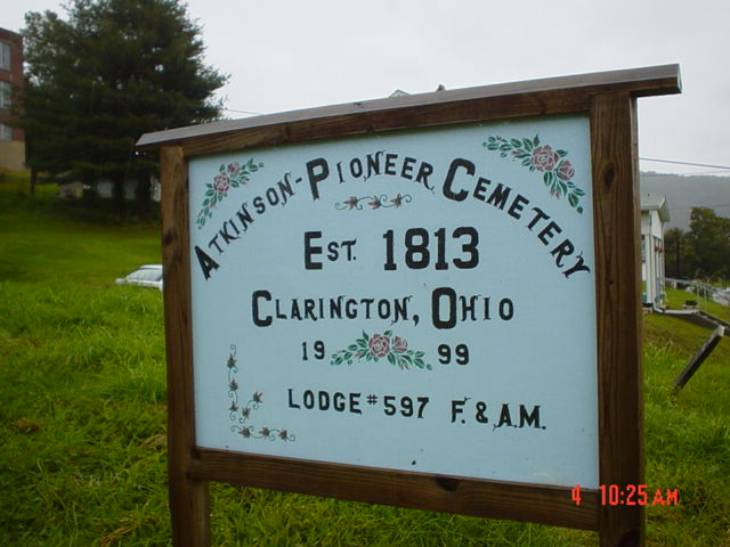 ATKINSON-PIONEER CEMETERY
EST. 1813
CLARINGTON, OHIO
19 99
LODGE #597 F. & A.M.
4 10:25 AM